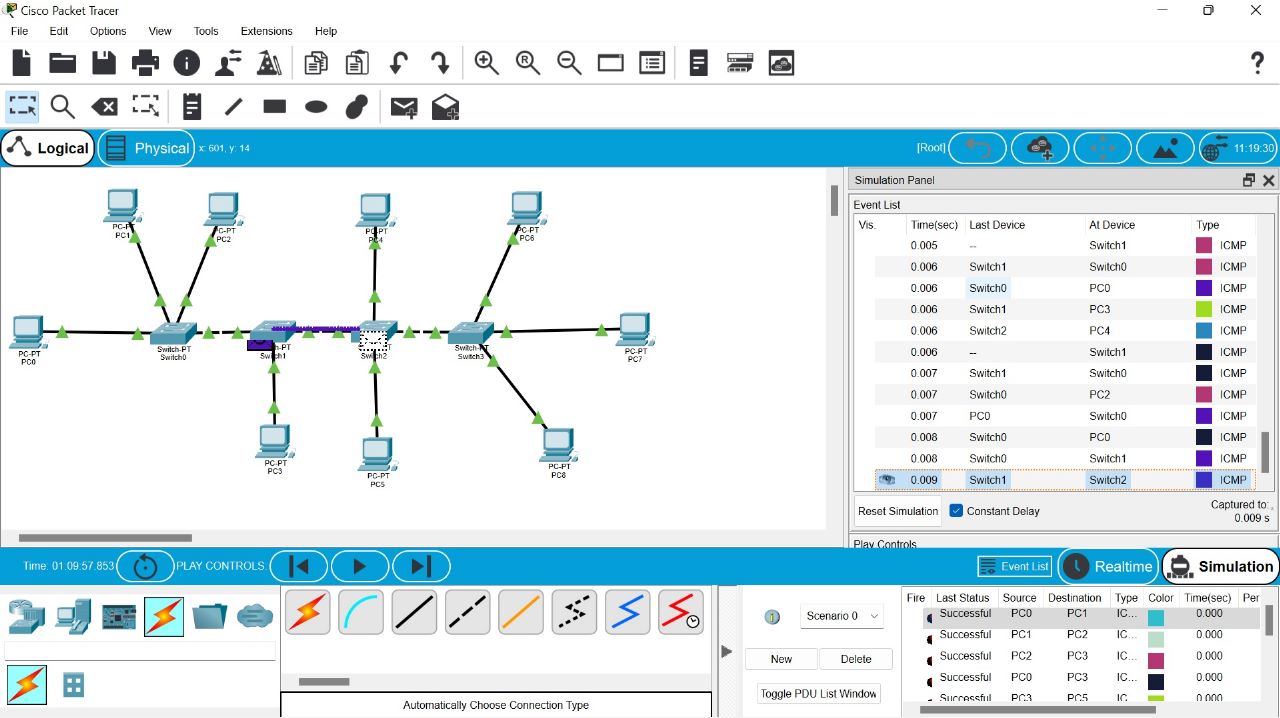 Cisco Packet Tracer
File Edit Options View Tools Extensions Help
Logical Physical x: 601, y: 14 [Root] 11:19:30
PC-PT
PC1
PC-PT
PC2
PC-PT
PC4
PC-PT
PC6
PC-PT
PC0
Switch-PT
Switch0
Switch1
Switch2
Switch-PT
Switch3
PC-PT
PC7
PC-PT
PC3
PC-PT
PC5
PC-PT
PC8
Simulation Panel
Event List
Vis. Time(sec) Last Device At Device Type
0.005 -- Switch1 ICMP
0.006 Switch1 Switch0 ICMP
0.006 Switch0 PC0 ICMP
0.006 Switch1 PC3 ICMP
0.006 Switch2 PC4 ICMP
0.006 -- Switch1 ICMP
0.007 Switch1 Switch0 ICMP
0.007 Switch0 PC2 ICMP
0.007 PC0 Switch0 ICMP
0.008 Switch0 PC0 ICMP
0.008 Switch0 Switch1 ICMP
0.009 Switch1 Switch2 ICMP
Reset Simulation Constant Delay
Captured to:
0.009 s
Play Controls
Time: 01:09:57.853 PLAY CONTROLS: Event List Realtime Simulation
Scenario 0
New Delete
Toggle PDU List Window
Automatically Choose Connection Type
Fire Last Status Source Destination Type Color Time(sec) Per
Successful PC0 PC1 IC... 0.000
Successful PC1 PC2 IC... 0.000
Successful PC2 PC3 IC... 0.000
Successful PC0 PC3 IC... 0.000
Successful PC3 PC5 IC 0.000